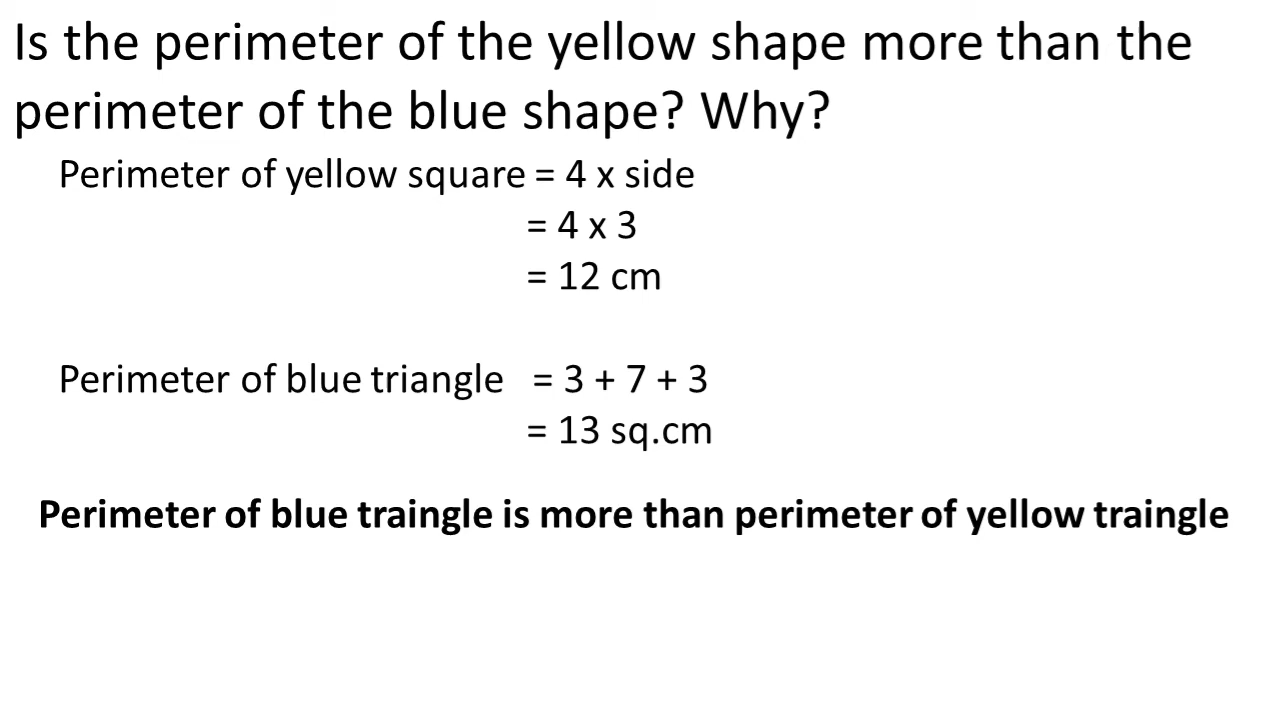 Is the perimeter of the yellow shape more than the
perimeter of the blue shape? Why?
Perimeter of yellow square = 4 x side
= 4 x 3
= 12 cm
Perimeter of blue triangle = 3 + 7 + 3
= 13 sq.cm
Perimeter of blue traingle is more than perimeter of yellow traingle